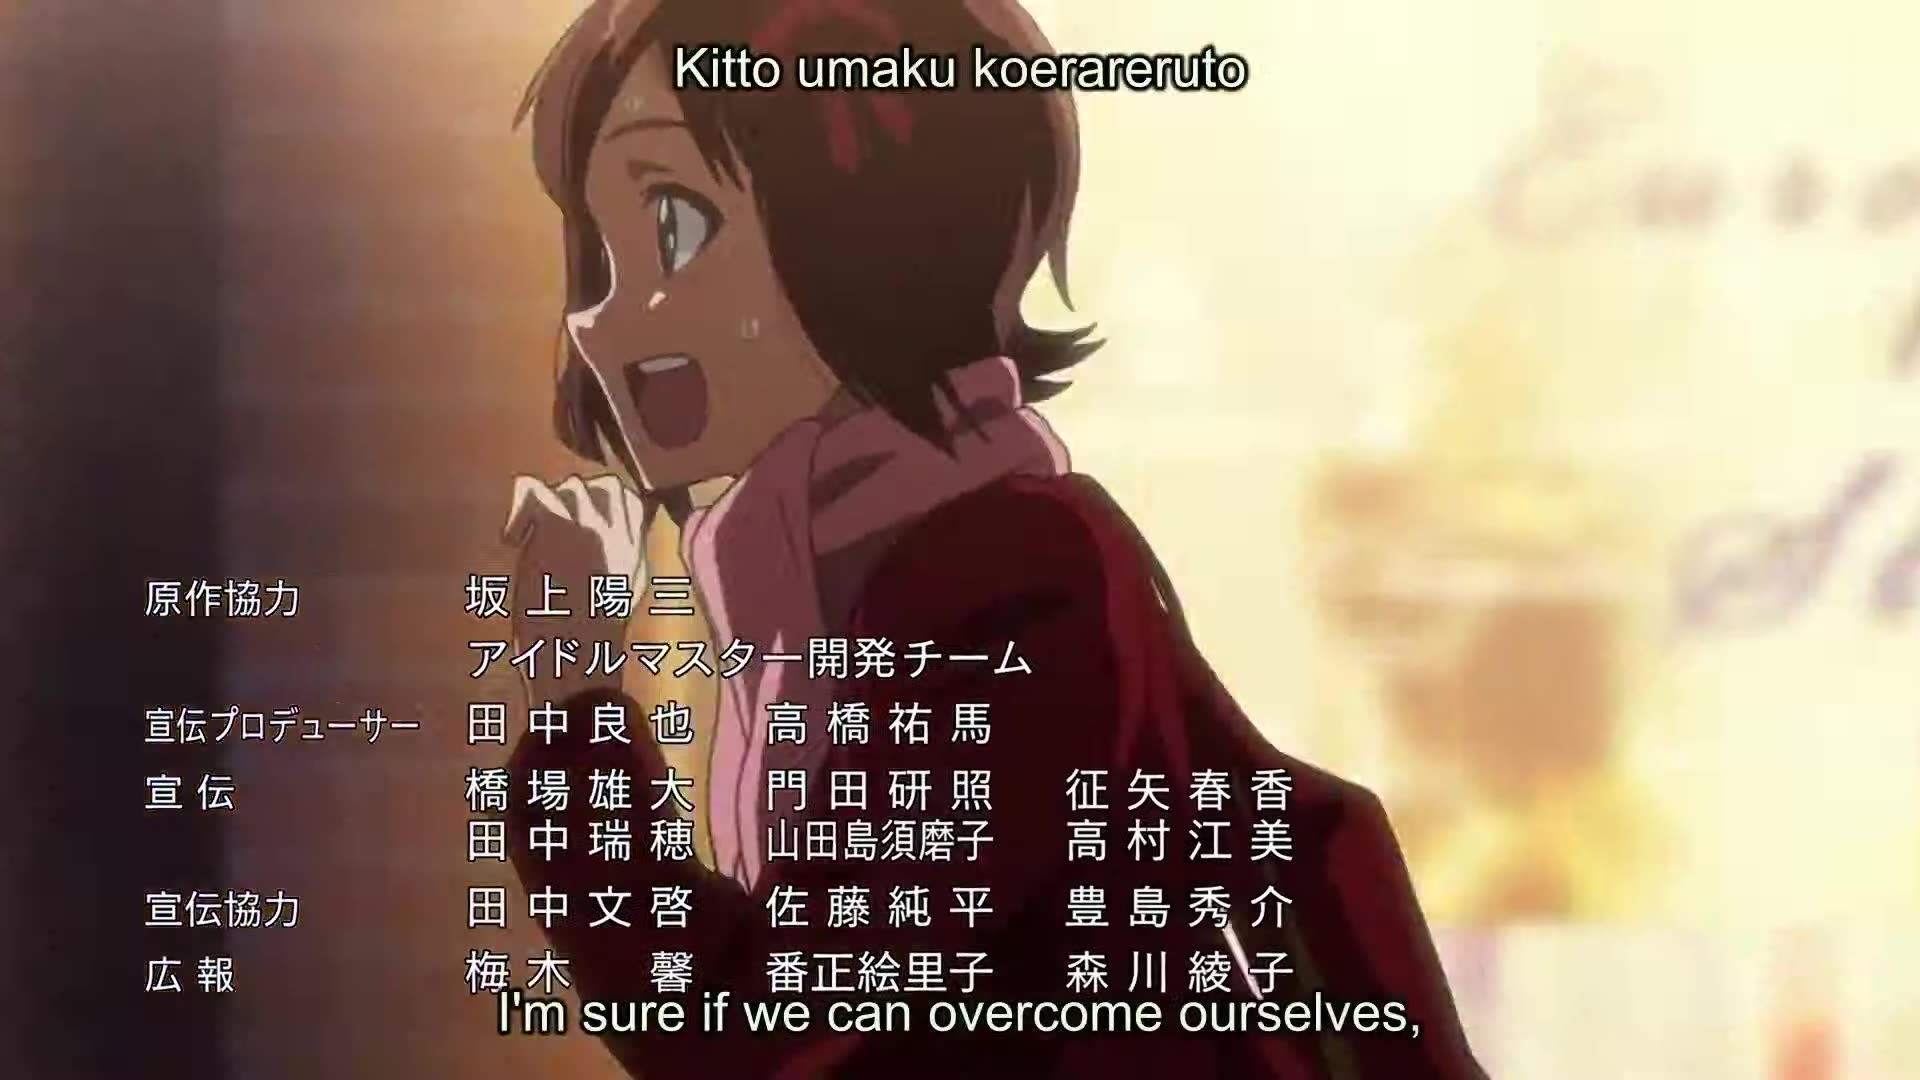 Kitto umaku koerareruto
原作協力 坂上陽三
アイドルマスター開発チーム
宣伝プロデューサー 田中良也 高橋祐馬
宣伝 橋場雄大 門田研照 征矢春香
田中瑞穂 山田島須磨子 高村江美
宣伝協力 田中文啓 佐藤純平 豊島秀介
広報 梅木馨 番正絵里子 森川綾子
I'm sure if we can overcome ourselves,